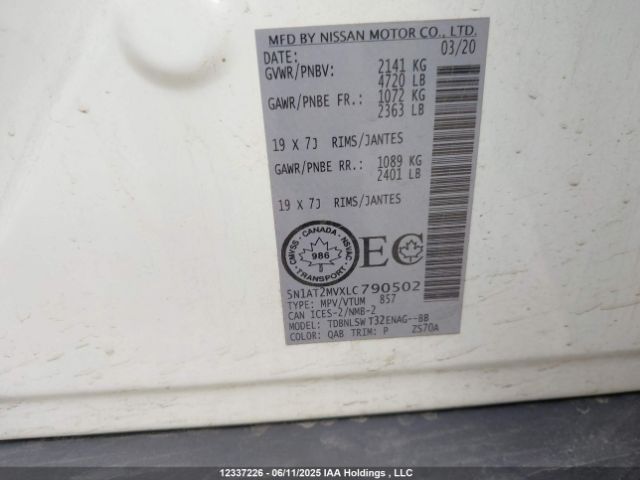 MFD BY NISSAN MOTOR CO., LTD.
DATE: 03/20
GVWR/PNBV: 2141 KG
4720 LB
GAWR/PNBE FR.: 1072 KG
2363 LB
19 X 7J RIMS/JANTES
GAWR/PNBE RR.: 1089 KG
2401 LB
19 X 7J RIMS/JANTES
CMVSS · CANADA · NSVAC
986
TRANSPORT
EC
5N1AT2MVXLC790502
TYPE: MPV/VTUM 857
CAN ICES-2/NMB-2
MODEL: TDBNLSW T32ENAG--BB
COLOR: QAB TRIM: P ZS70A
12337226 - 06/11/2025 IAA Holdings , LLC